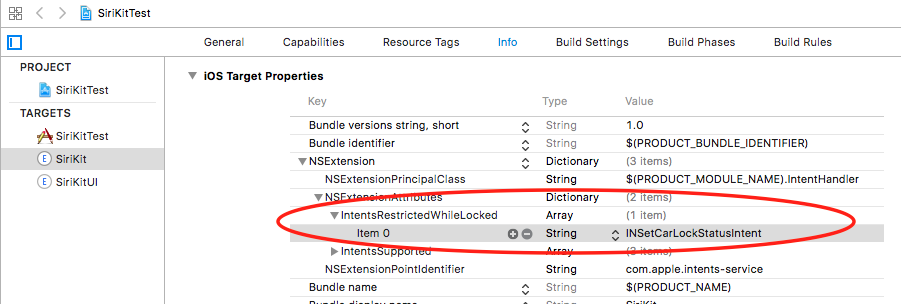 SiriKitTest
General Capabilities Resource Tags Info Build Settings Build Phases Build Rules
PROJECT
SiriKitTest
TARGETS
SiriKitTest
E SiriKit
E SiriKitUI
iOS Target Properties
Key Type Value
Bundle versions string, short String 1.0
Bundle identifier String $(PRODUCT_BUNDLE_IDENTIFIER)
NSExtension Dictionary (3 items)
NSExtensionPrincipalClass String $(PRODUCT_MODULE_NAME).IntentHandler
NSExtensionAttributes Dictionary (2 items)
IntentsRestrictedWhileLocked Array (1 item)
Item 0 String INSetCarLockStatusIntent
IntentsSupported Array (3 items)
NSExtensionPointIdentifier String com.apple.intents-service
Bundle name String $(PRODUCT_NAME)
Bundle display name String SiriKit